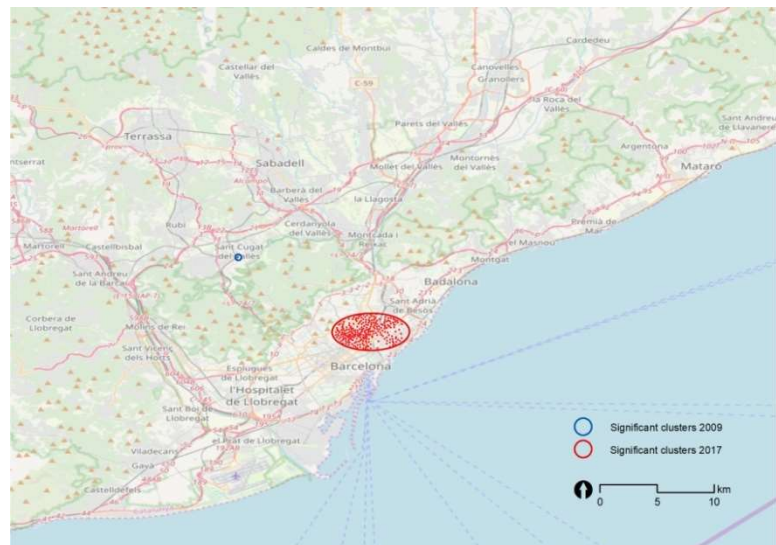 Caldes de Montbui
Cardedeu
Castellar del
Vallès
C-59
Canovelles
Granollers
la Roca del
Vallès
Sant Andreu
de Llavaneres
Terrassa
Parets del Vallès
Argentona
ntserrat
Sabadell
Mollet del Vallès
Montornès
del Vallès
Mataró
Barberà del
Vallès
la Llagosta
Rubí
Cerdanyola
del Vallès
Montcada i
Reixac
Premià de
Martorell
Castellbisbal
Sant Cugat
del Vallès
el Masnou
Montgat
Sant Andreu
de la Barca
Badalona
Sant Adrià
de Besòs
Corbera de
Llobregat
Molins de Rei
Sant Vicenç
dels Horts
Esplugues
de Llobregat
Barcelona
l'Hospitalet
de Llobregat
Sant Boi de
Llobregat
el Prat de Llobregat
Viladecans
Gavà
Castelldefels
Significant clusters 2009
Significant clusters 2017
km
0 5 10